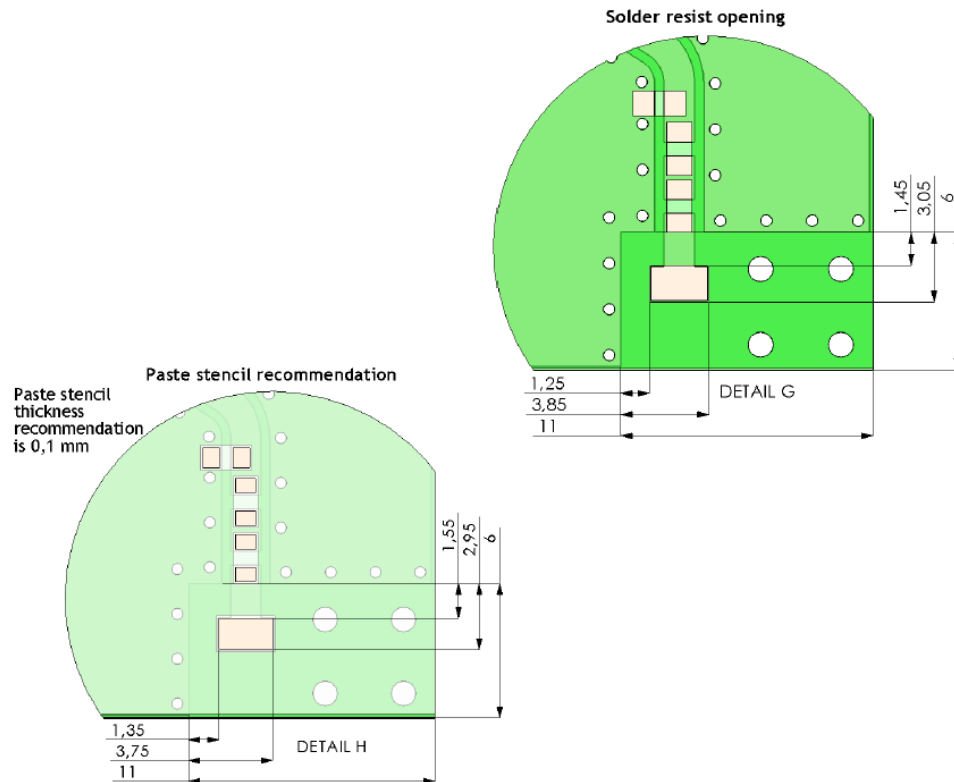 Solder resist opening
1,45
3,05
6
1,25
3,85
11
DETAIL G
Paste stencil recommendation
Paste stencil
thickness
recommendation
is 0,1 mm
1,55
2,95
6
1,35
3,75
11
DETAIL H